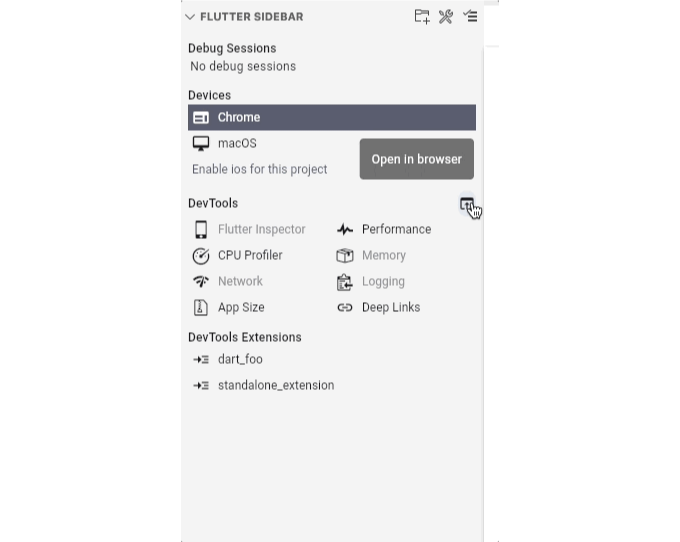 FLUTTER SIDEBAR
Debug Sessions
No debug sessions
Devices
Chrome
macOS
Open in browser
Enable ios for this project
DevTools
Flutter Inspector Performance
CPU Profiler Memory
Network Logging
App Size Deep Links
DevTools Extensions
dart_foo
standalone_extension